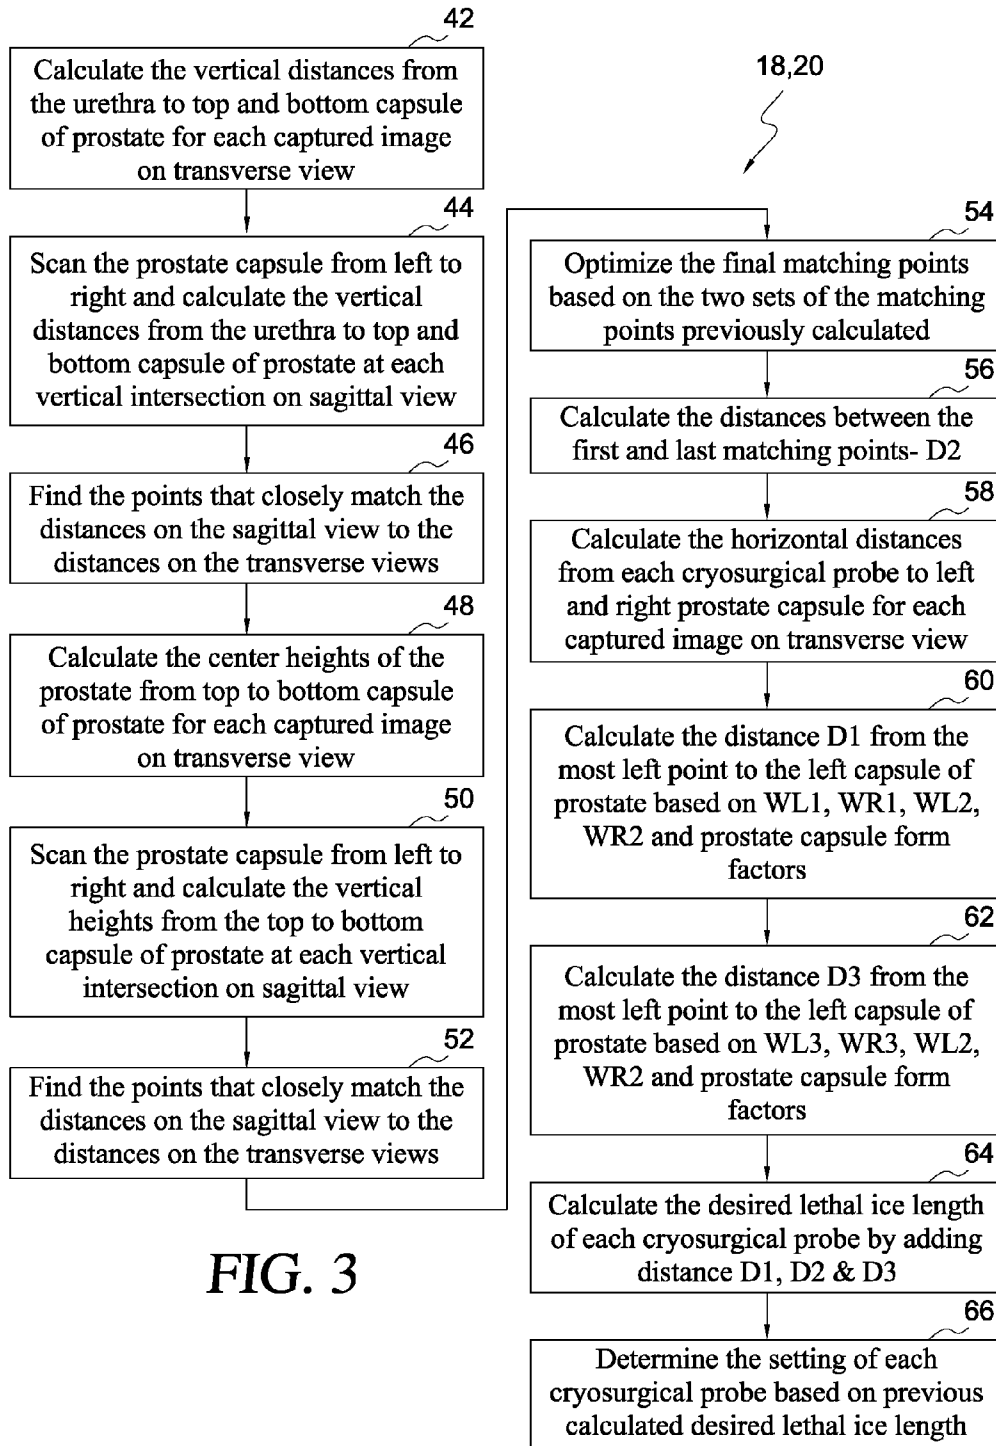 42
Calculate the vertical distances from
the urethra to top and bottom capsule
of prostate for each captured image
on transverse view
44
Scan the prostate capsule from left to
right and calculate the vertical
distances from the urethra to top and
bottom capsule of prostate at each
vertical intersection on sagittal view
46
Find the points that closely match the
distances on the sagittal view to the
distances on the transverse views
48
Calculate the center heights of the
prostate from top to bottom capsule
of prostate for each captured image
on transverse view
50
Scan the prostate capsule from left to
right and calculate the vertical
heights from the top to bottom
capsule of prostate at each vertical
intersection on sagittal view
52
Find the points that closely match the
distances on the sagittal view to the
distances on the transverse views
FIG. 3
18,20
54
Optimize the final matching points
based on the two sets of the matching
points previously calculated
56
Calculate the distances between the
first and last matching points- D2
58
Calculate the horizontal distances
from each cryosurgical probe to left
and right prostate capsule for each
captured image on transverse view
60
Calculate the distance D1 from the
most left point to the left capsule of
prostate based on WL1, WR1, WL2,
WR2 and prostate capsule form
factors
62
Calculate the distance D3 from the
most left point to the left capsule of
prostate based on WL3, WR3, WL2,
WR2 and prostate capsule form
factors
64
Calculate the desired lethal ice length
of each cryosurgical probe by adding
distance D1, D2 & D3
66
Determine the setting of each
cryosurgical probe based on previous
calculated desired lethal ice length